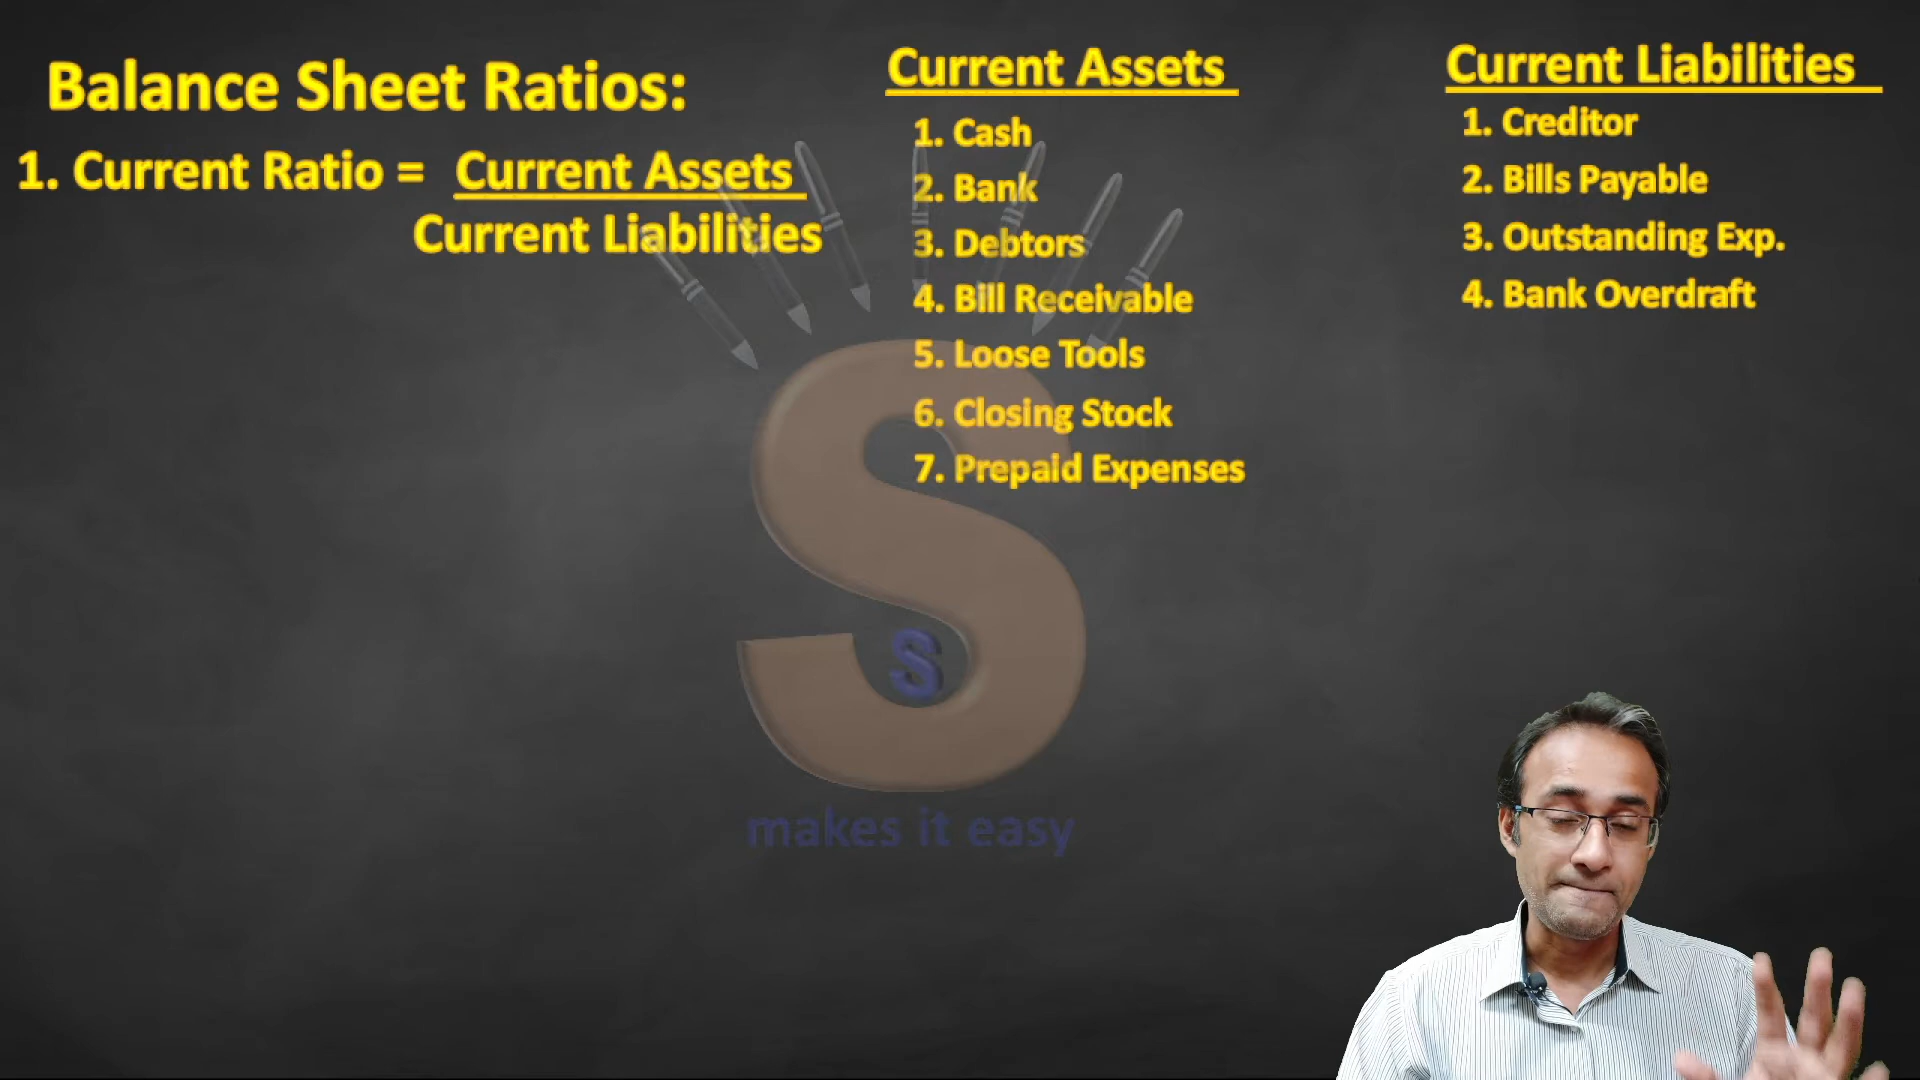 Balance Sheet Ratios:
1. Current Ratio = Current Assets
Current Liabilities
Current Assets
1. Cash
2. Bank
3. Debtors
4. Bill Receivable
5. Loose Tools
6. Closing Stock
7. Prepaid Expenses
Current Liabilities
1. Creditor
2. Bills Payable
3. Outstanding Exp.
4. Bank Overdraft
S
S
makes it easy